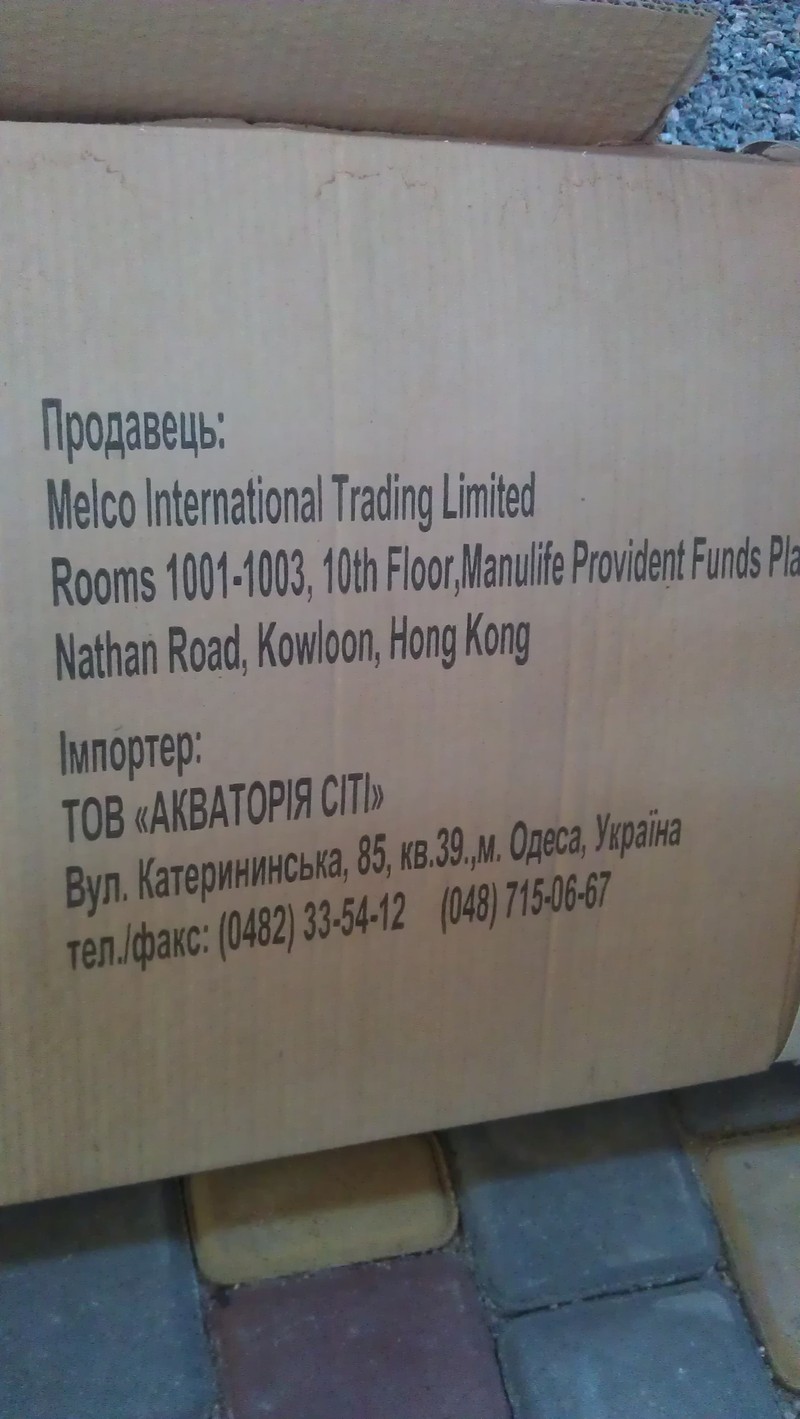 Продавець:
Melco International Trading Limited
Rooms 1001-1003, 10th Floor,Manulife Provident Funds
Nathan Road, Kowloon, Hong Kong
Імпортер:
ТОВ «АКВАТОРІЯ СІТІ»
Вул. Катерининська, 85, кв.39.,м. Одеса, Україна
тел./факс: (0482) 33-54-12 (048) 715-06-67